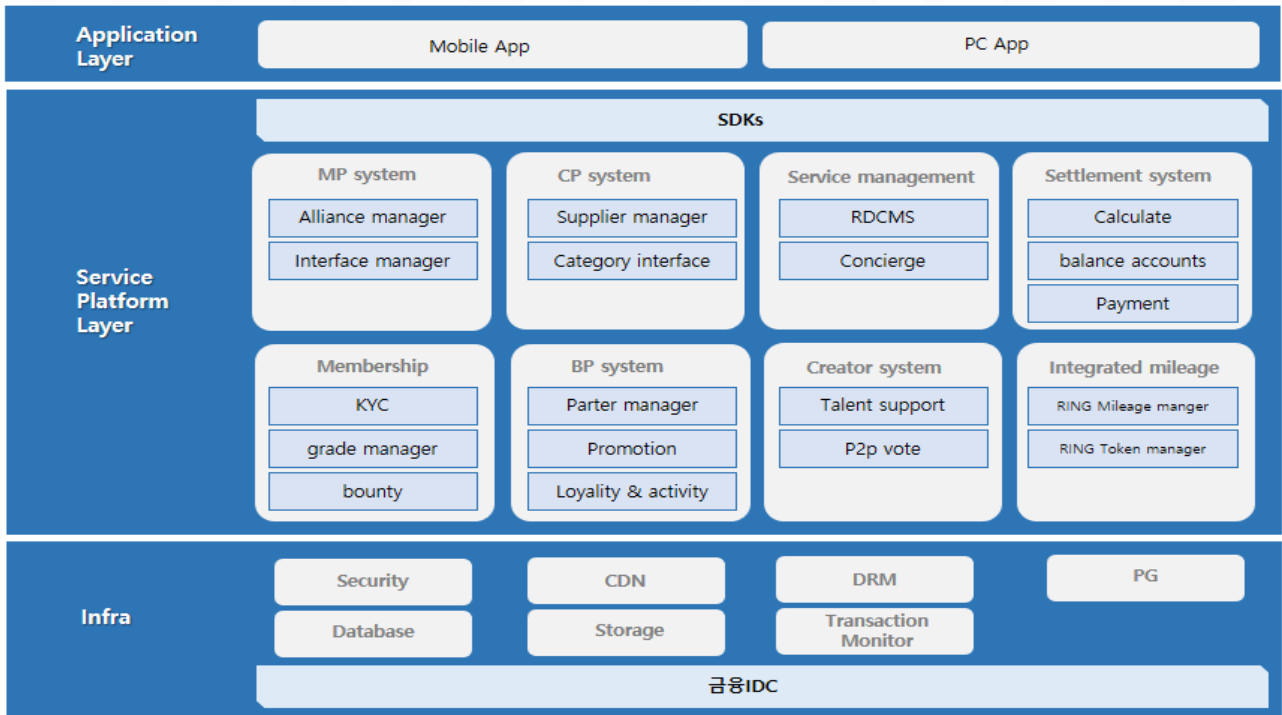 Application
Layer
Mobile App
PC App
Service
Platform
Layer
SDKs
MP system
Alliance manager
Interface manager
CP system
Supplier manager
Category interface
Service management
RDCMS
Concierge
Settlement system
Calculate
balance accounts
Payment
Membership
KYC
grade manager
bounty
BP system
Parter manager
Promotion
Loyality & activity
Creator system
Talent support
P2p vote
Integrated mileage
RING Mileage manger
RING Token manager
Infra
Security
CDN
DRM
PG
Database
Storage
Transaction
Monitor
금융IDC